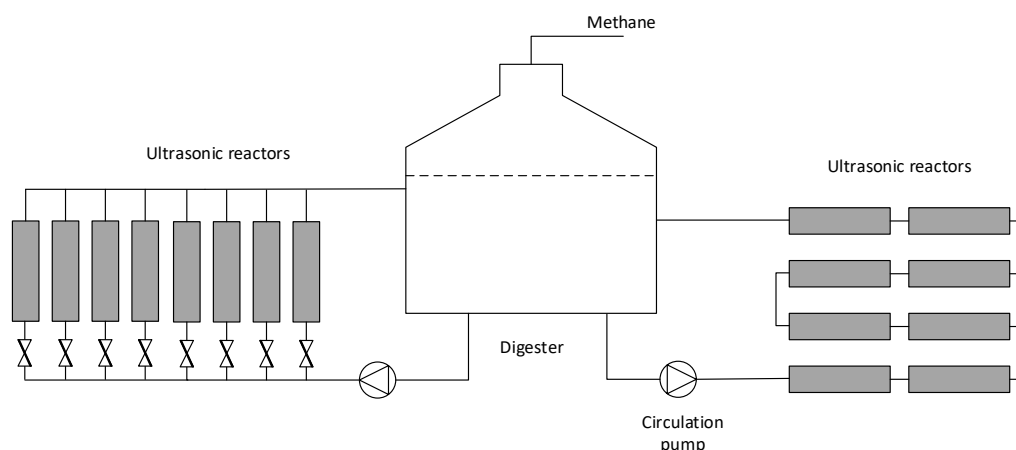 Methane
Ultrasonic reactors
Ultrasonic reactors
Digester
Circulation
pump